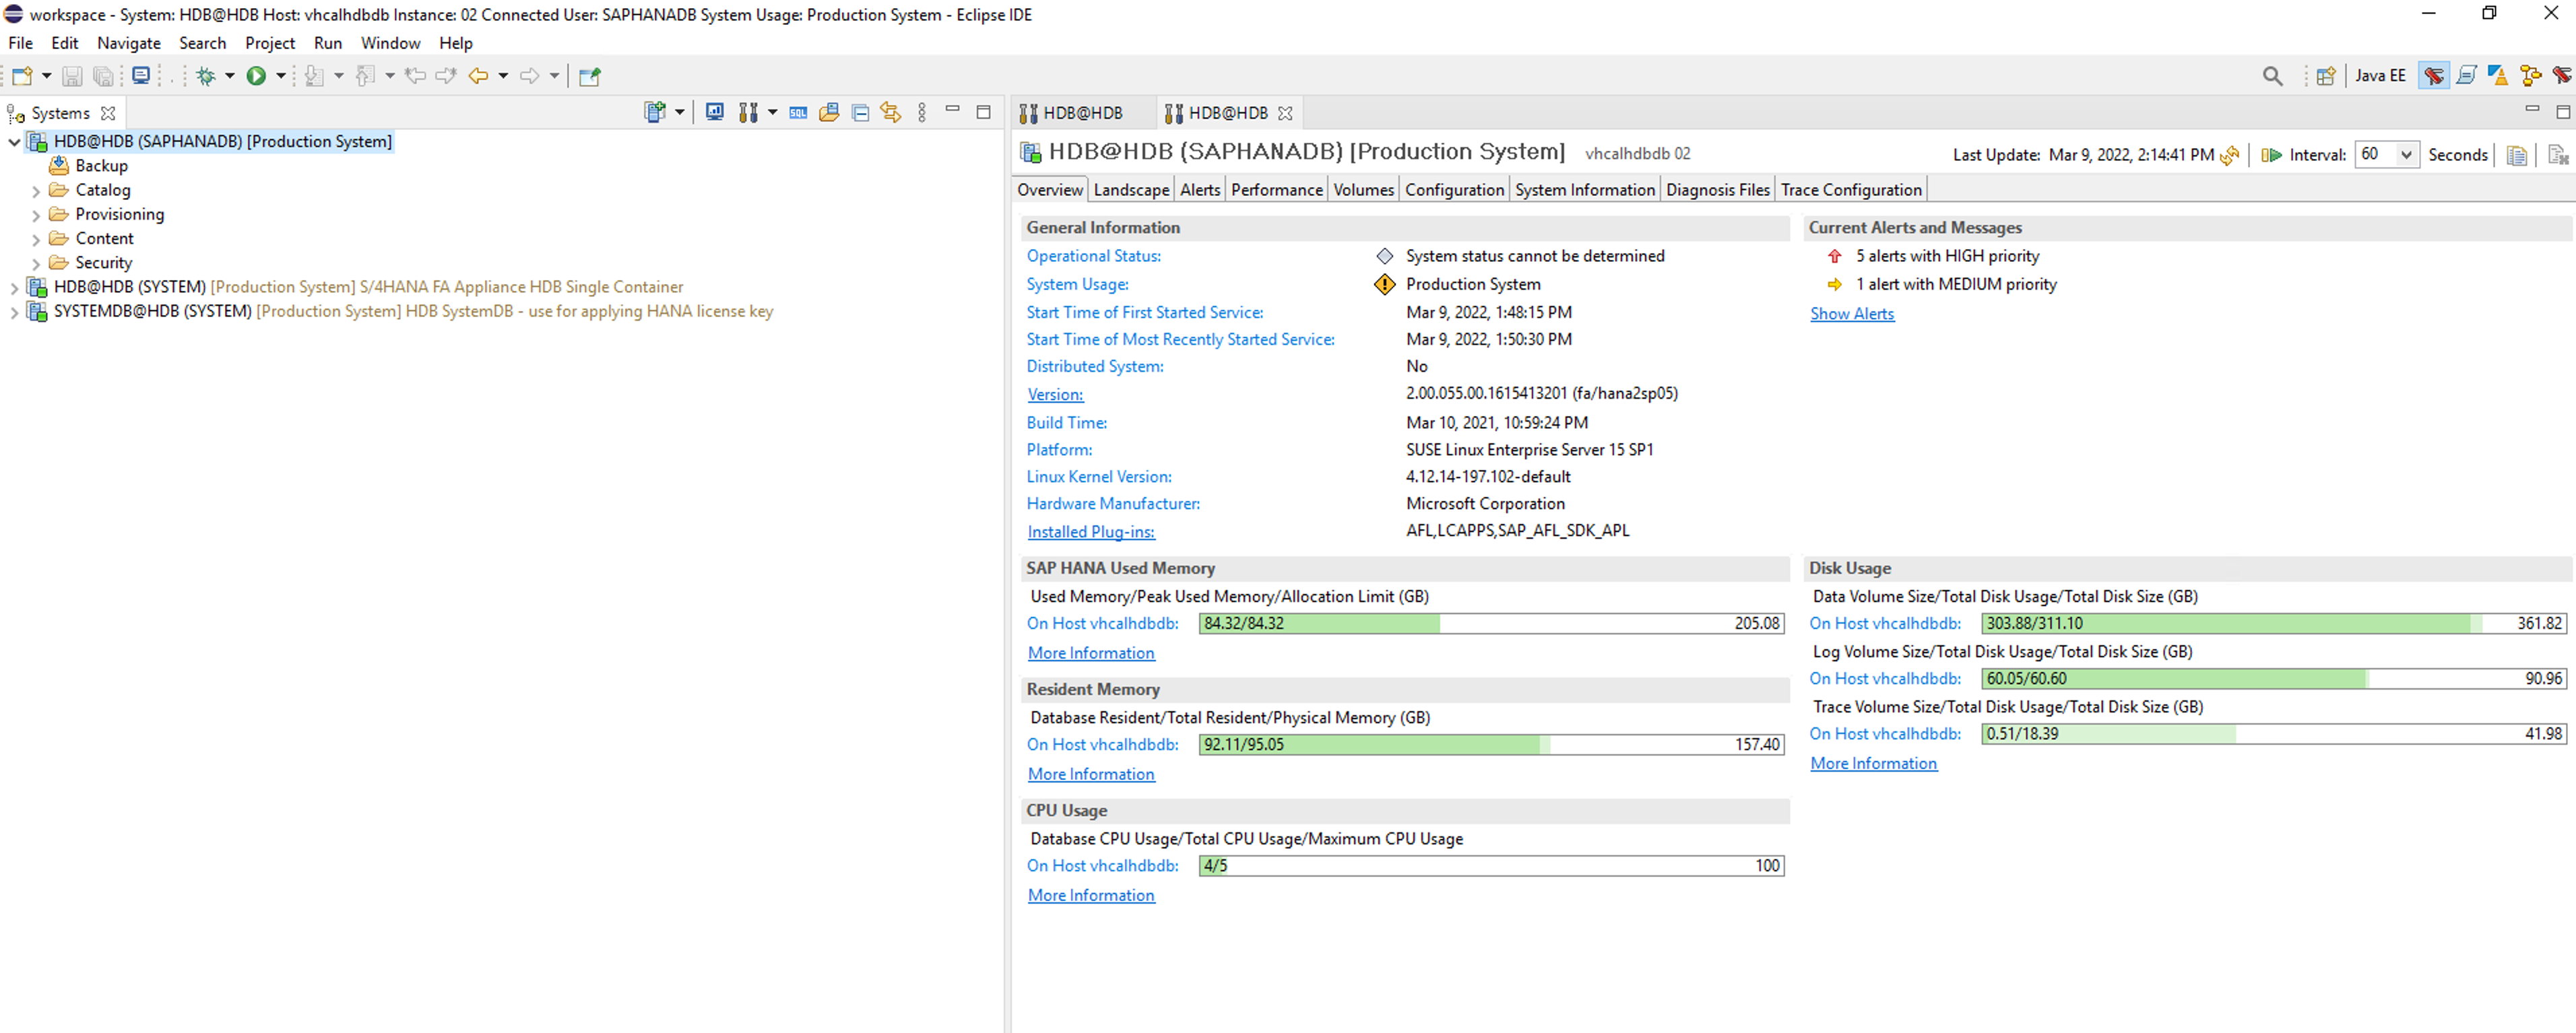 workspace - System: HDB@HDB Host: vhcalhdbdb Instance: 02 Connected User: SAPHANADB System Usage: Production System - Eclipse IDE
File Edit Navigate Search Project Run Window Help
Java EE
Systems
HDB@HDB (SAPHANADB) [Production System]
Backup
Catalog
Provisioning
Content
Security
HDB@HDB (SYSTEM) [Production System] S/4HANA FA Appliance HDB Single Container
SYSTEMDB@HDB (SYSTEM) [Production System] HDB SystemDB - use for applying HANA license key
HDB@HDB HDB@HDB
HDB@HDB (SAPHANADB) [Production System] vhcalhdbdb 02
Last Update: Mar 9, 2022, 2:14:41 PM Interval: 60 Seconds
Overview Landscape Alerts Performance Volumes Configuration System Information Diagnosis Files Trace Configuration
General Information
Operational Status: System status cannot be determined
System Usage: Production System
Start Time of First Started Service: Mar 9, 2022, 1:48:15 PM
Start Time of Most Recently Started Service: Mar 9, 2022, 1:50:30 PM
Distributed System: No
Version: 2.00.055.00.1615413201 (fa/hana2sp05)
Build Time: Mar 10, 2021, 10:59:24 PM
Platform: SUSE Linux Enterprise Server 15 SP1
Linux Kernel Version: 4.12.14-197.102-default
Hardware Manufacturer: Microsoft Corporation
Installed Plug-ins: AFL,LCAPPS,SAP_AFL_SDK_APL
Current Alerts and Messages
5 alerts with HIGH priority
1 alert with MEDIUM priority
Show Alerts
SAP HANA Used Memory
Used Memory/Peak Used Memory/Allocation Limit (GB)
On Host vhcalhdbdb: 84.32/84.32 205.08
More Information
Resident Memory
Database Resident/Total Resident/Physical Memory (GB)
On Host vhcalhdbdb: 92.11/95.05 157.40
More Information
CPU Usage
Database CPU Usage/Total CPU Usage/Maximum CPU Usage
On Host vhcalhdbdb: 4/5 100
More Information
Disk Usage
Data Volume Size/Total Disk Usage/Total Disk Size (GB)
On Host vhcalhdbdb: 303.88/311.10 361.82
Log Volume Size/Total Disk Usage/Total Disk Size (GB)
On Host vhcalhdbdb: 60.05/60.60 90.96
Trace Volume Size/Total Disk Usage/Total Disk Size (GB)
On Host vhcalhdbdb: 0.51/18.39 41.98
More Information